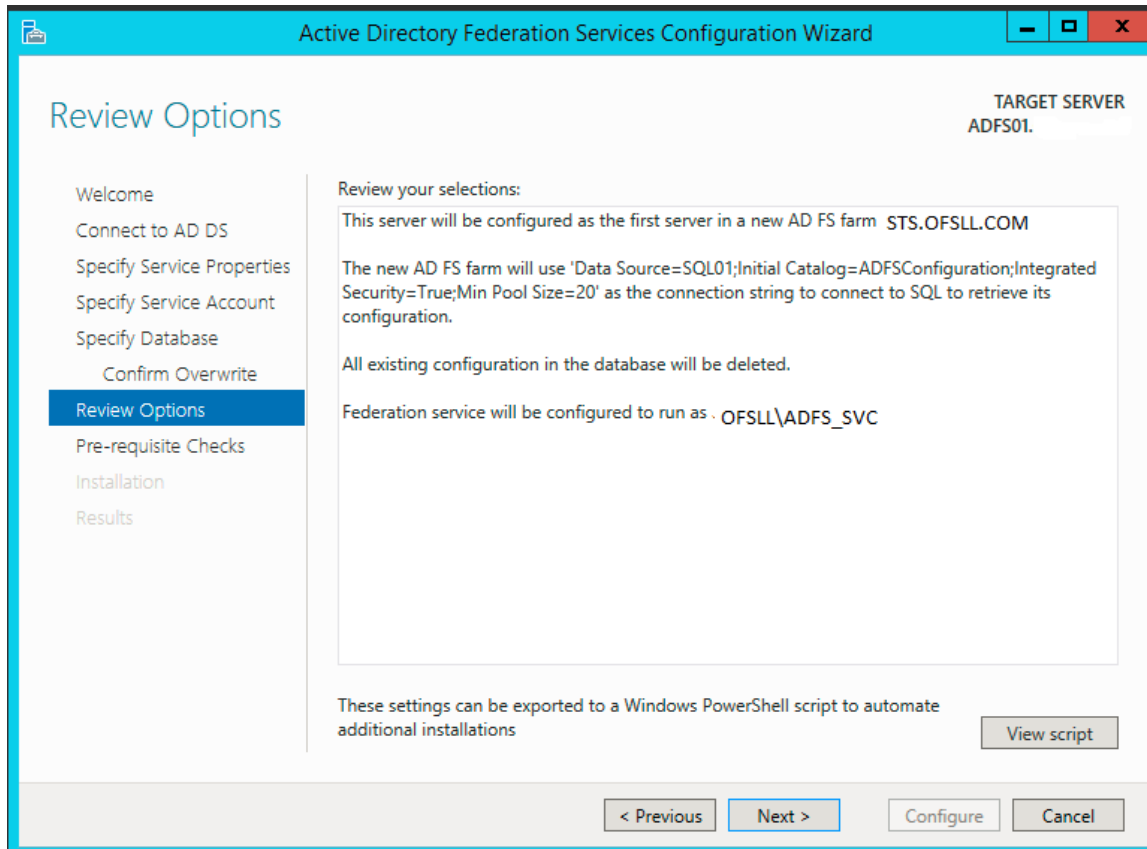 Active Directory Federation Services Configuration Wizard
Review Options
TARGET SERVER
ADFS01.
Welcome
Connect to AD DS
Specify Service Properties
Specify Service Account
Specify Database
Confirm Overwrite
Review Options
Pre-requisite Checks
Installation
Results
Review your selections:
This server will be configured as the first server in a new AD FS farm STS.OFSLL.COM
The new AD FS farm will use 'Data Source=SQL01;Initial Catalog=ADFSConfiguration;Integrated
Security=True;Min Pool Size=20' as the connection string to connect to SQL to retrieve its
configuration.
All existing configuration in the database will be deleted.
Federation service will be configured to run as . OFSLL\ADFS_SVC
These settings can be exported to a Windows PowerShell script to automate
additional installations
View script
< Previous
Next >
Configure
Cancel